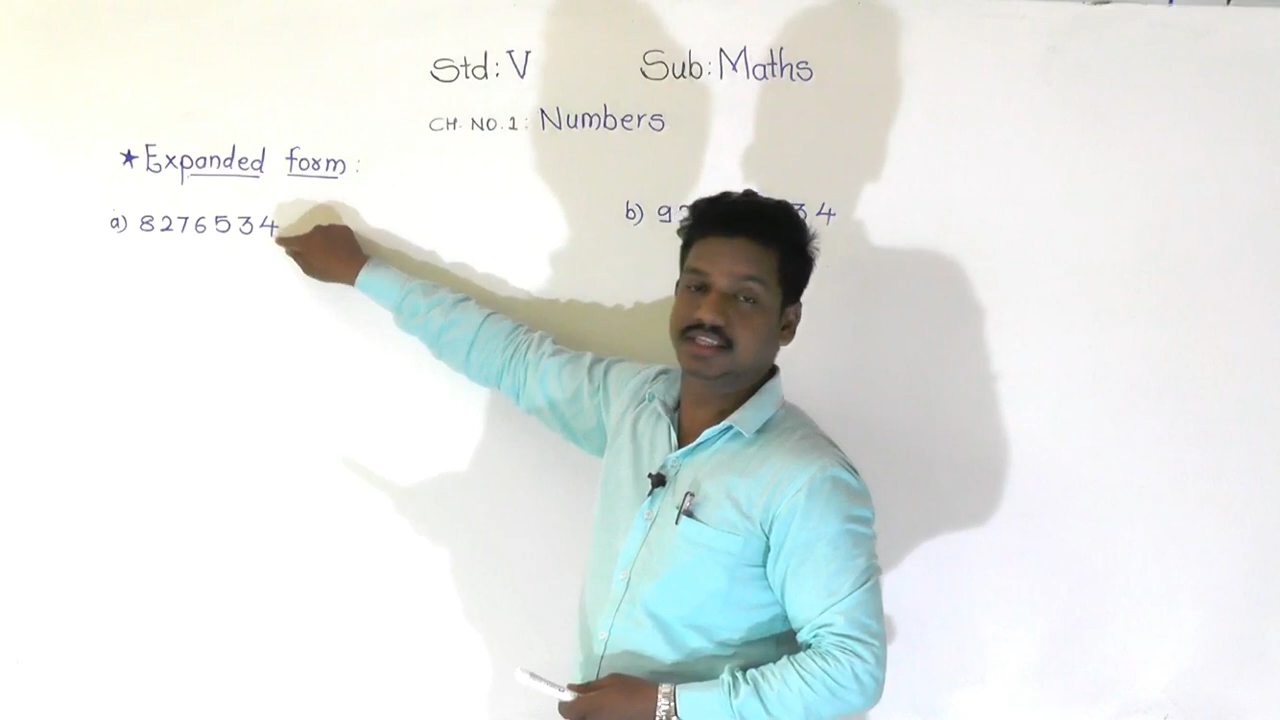 Std: V Sub: Maths
CH. NO. 1: Numbers
★ Expanded form:
a) 8276534
b)